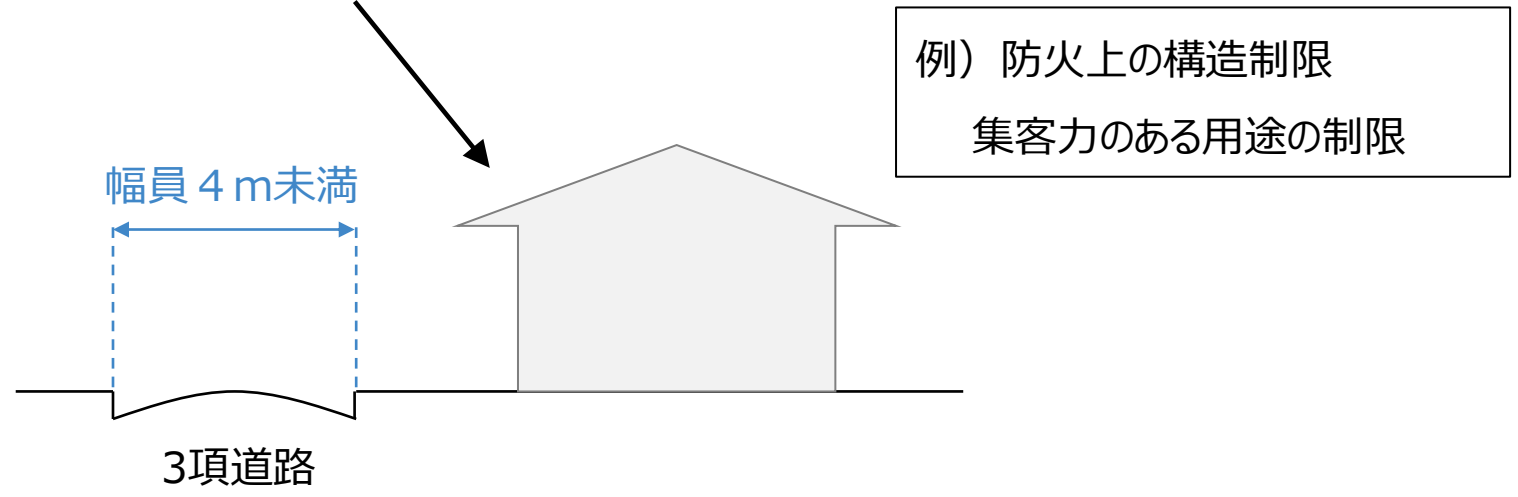 例）防火上の構造制限
集客力のある用途の制限
幅員４ｍ未満
3項道路